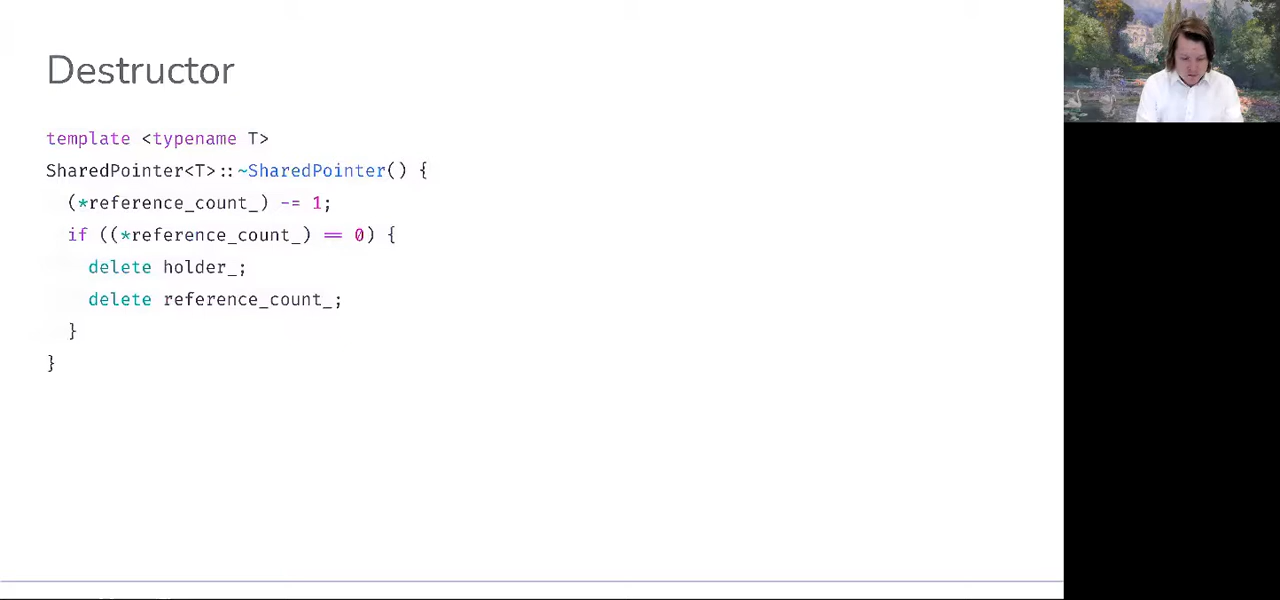 Destructor
template <typename T>
SharedPointer<T>::~SharedPointer() {
(*reference_count_) -= 1;
if ((*reference_count_) == 0) {
delete holder_;
delete reference_count_;
}
}